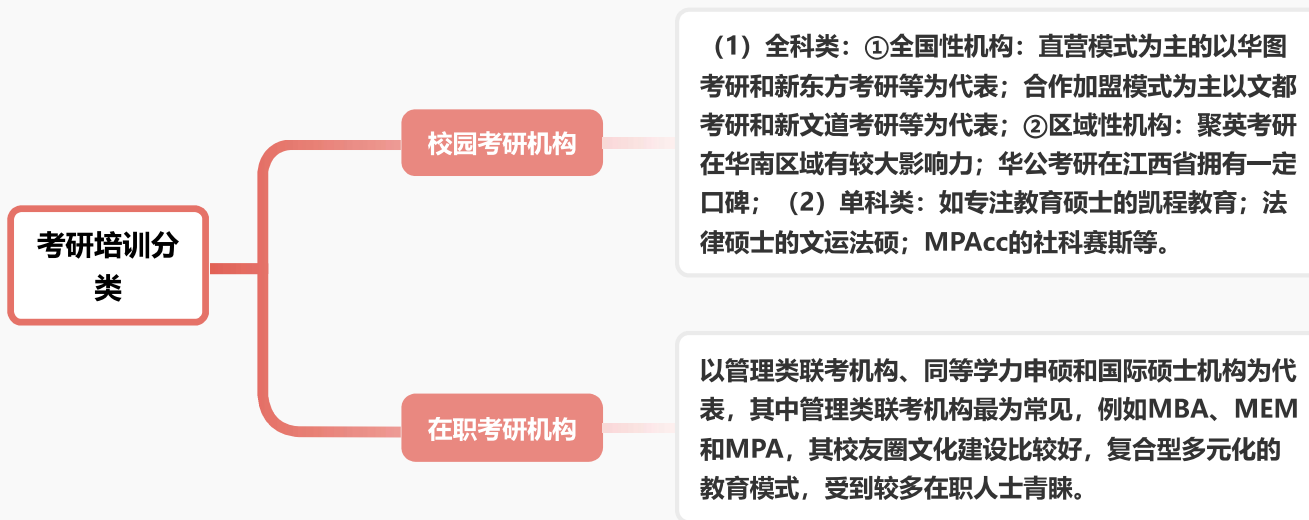 考研培训分
类
校园考研机构
（1）全科类：①全国性机构：直营模式为主的以华图
考研和新东方考研等为代表；合作加盟模式为主以文都
考研和新文道考研等为代表；②区域性机构：聚英考研
在华南区域有较大影响力；华公考研在江西省拥有一定
口碑；（2）单科类：如专注教育硕士的凯程教育；法
律硕士的文运法硕；MPAcc的社科赛斯等。
在职考研机构
以管理类联考机构、同等学力申硕和国际硕士机构为代
表，其中管理类联考机构最为常见，例如MBA、MEM
和MPA，其校友圈文化建设比较好，复合型多元化的
教育模式，受到较多在职人士青睐。